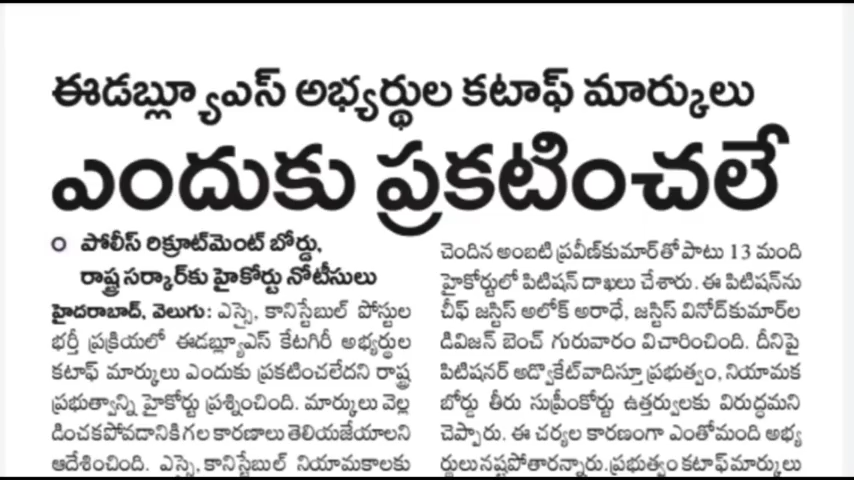 ఈడబ్ల్యూఎస్ అభ్యర్థుల కటాఫ్ మార్కులు
ఎందుకు ప్రకటించలే
పోలీస్ రిక్రూట్‌మెంట్ బోర్డు,
రాష్ట్ర సర్కార్‌కు హైకోర్టు నోటీసులు
హైదరాబాద్, వెలుగు: ఎస్సై, కానిస్టేబుల్ పోస్టుల
భర్తీ ప్రక్రియలో ఈడబ్ల్యూఎస్ కేటగిరీ అభ్యర్థుల
కటాఫ్ మార్కులు ఎందుకు ప్రకటించలేదని రాష్ట్ర
ప్రభుత్వాన్ని హైకోర్టు ప్రశ్నించింది. మార్కులు వెల్ల
డించకపోవడానికి గల కారణాలు తెలియజేయాలని
ఆదేశించింది. ఎస్సై, కానిస్టేబుల్ నియామకాలకు
చెందిన అంబటి ప్రవీణ్‌కుమార్‌తో పాటు 13 మంది
హైకోర్టులో పిటిషన్ దాఖలు చేశారు. ఈ పిటిషన్‌ను
చీఫ్ జస్టిస్ అలోక్ అరాధే, జస్టిస్ వినోద్‌కుమార్‌ల
డివిజన్ బెంచ్ గురువారం విచారించింది. దీనిపై
పిటిషనర్ అడ్వొకేట్ వాదిస్తూ ప్రభుత్వం, నియామక
బోర్డు తీరు సుప్రీంకోర్టు ఉత్తర్వులకు విరుద్ధమని
చెప్పారు. ఈ చర్యల కారణంగా ఎంతోమంది అభ్య
ర్థులు నష్టపోతారన్నారు. ప్రభుత్వం కటాఫ్ మార్కులు